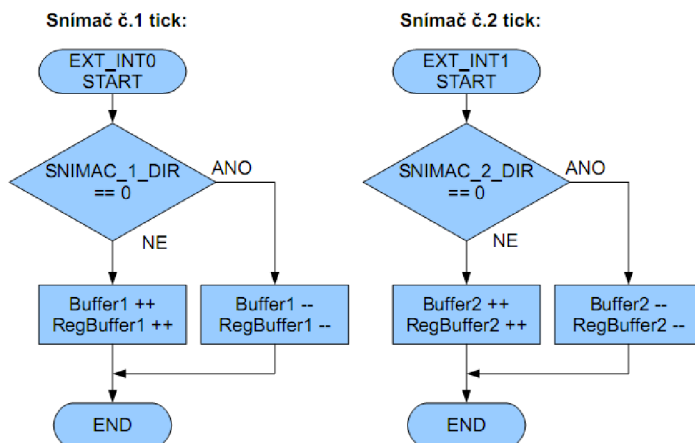 Snímač č.1 tick:
EXT_INT0
START
SNIMAC_1_DIR
== 0
ANO
NE
Buffer1 ++
RegBuffer1 ++
Buffer1 --
RegBuffer1 --
END
Snímač č.2 tick:
EXT_INT1
START
SNIMAC_2_DIR
== 0
ANO
NE
Buffer2 ++
RegBuffer2 ++
Buffer2 --
RegBuffer2 --
END